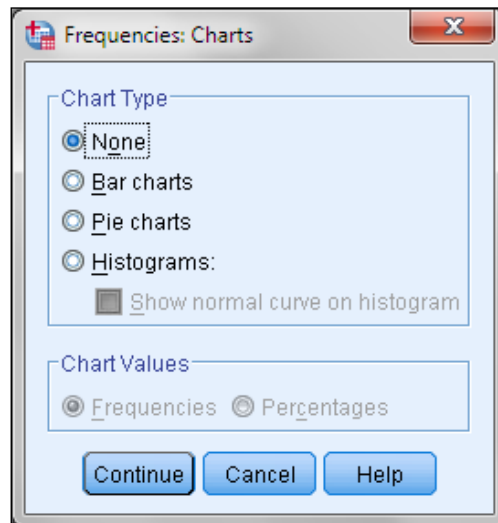 Frequencies: Charts
Chart Type
None
Bar charts
Pie charts
Histograms:
Show normal curve on histogram
Chart Values
Frequencies Percentages
Continue Cancel Help